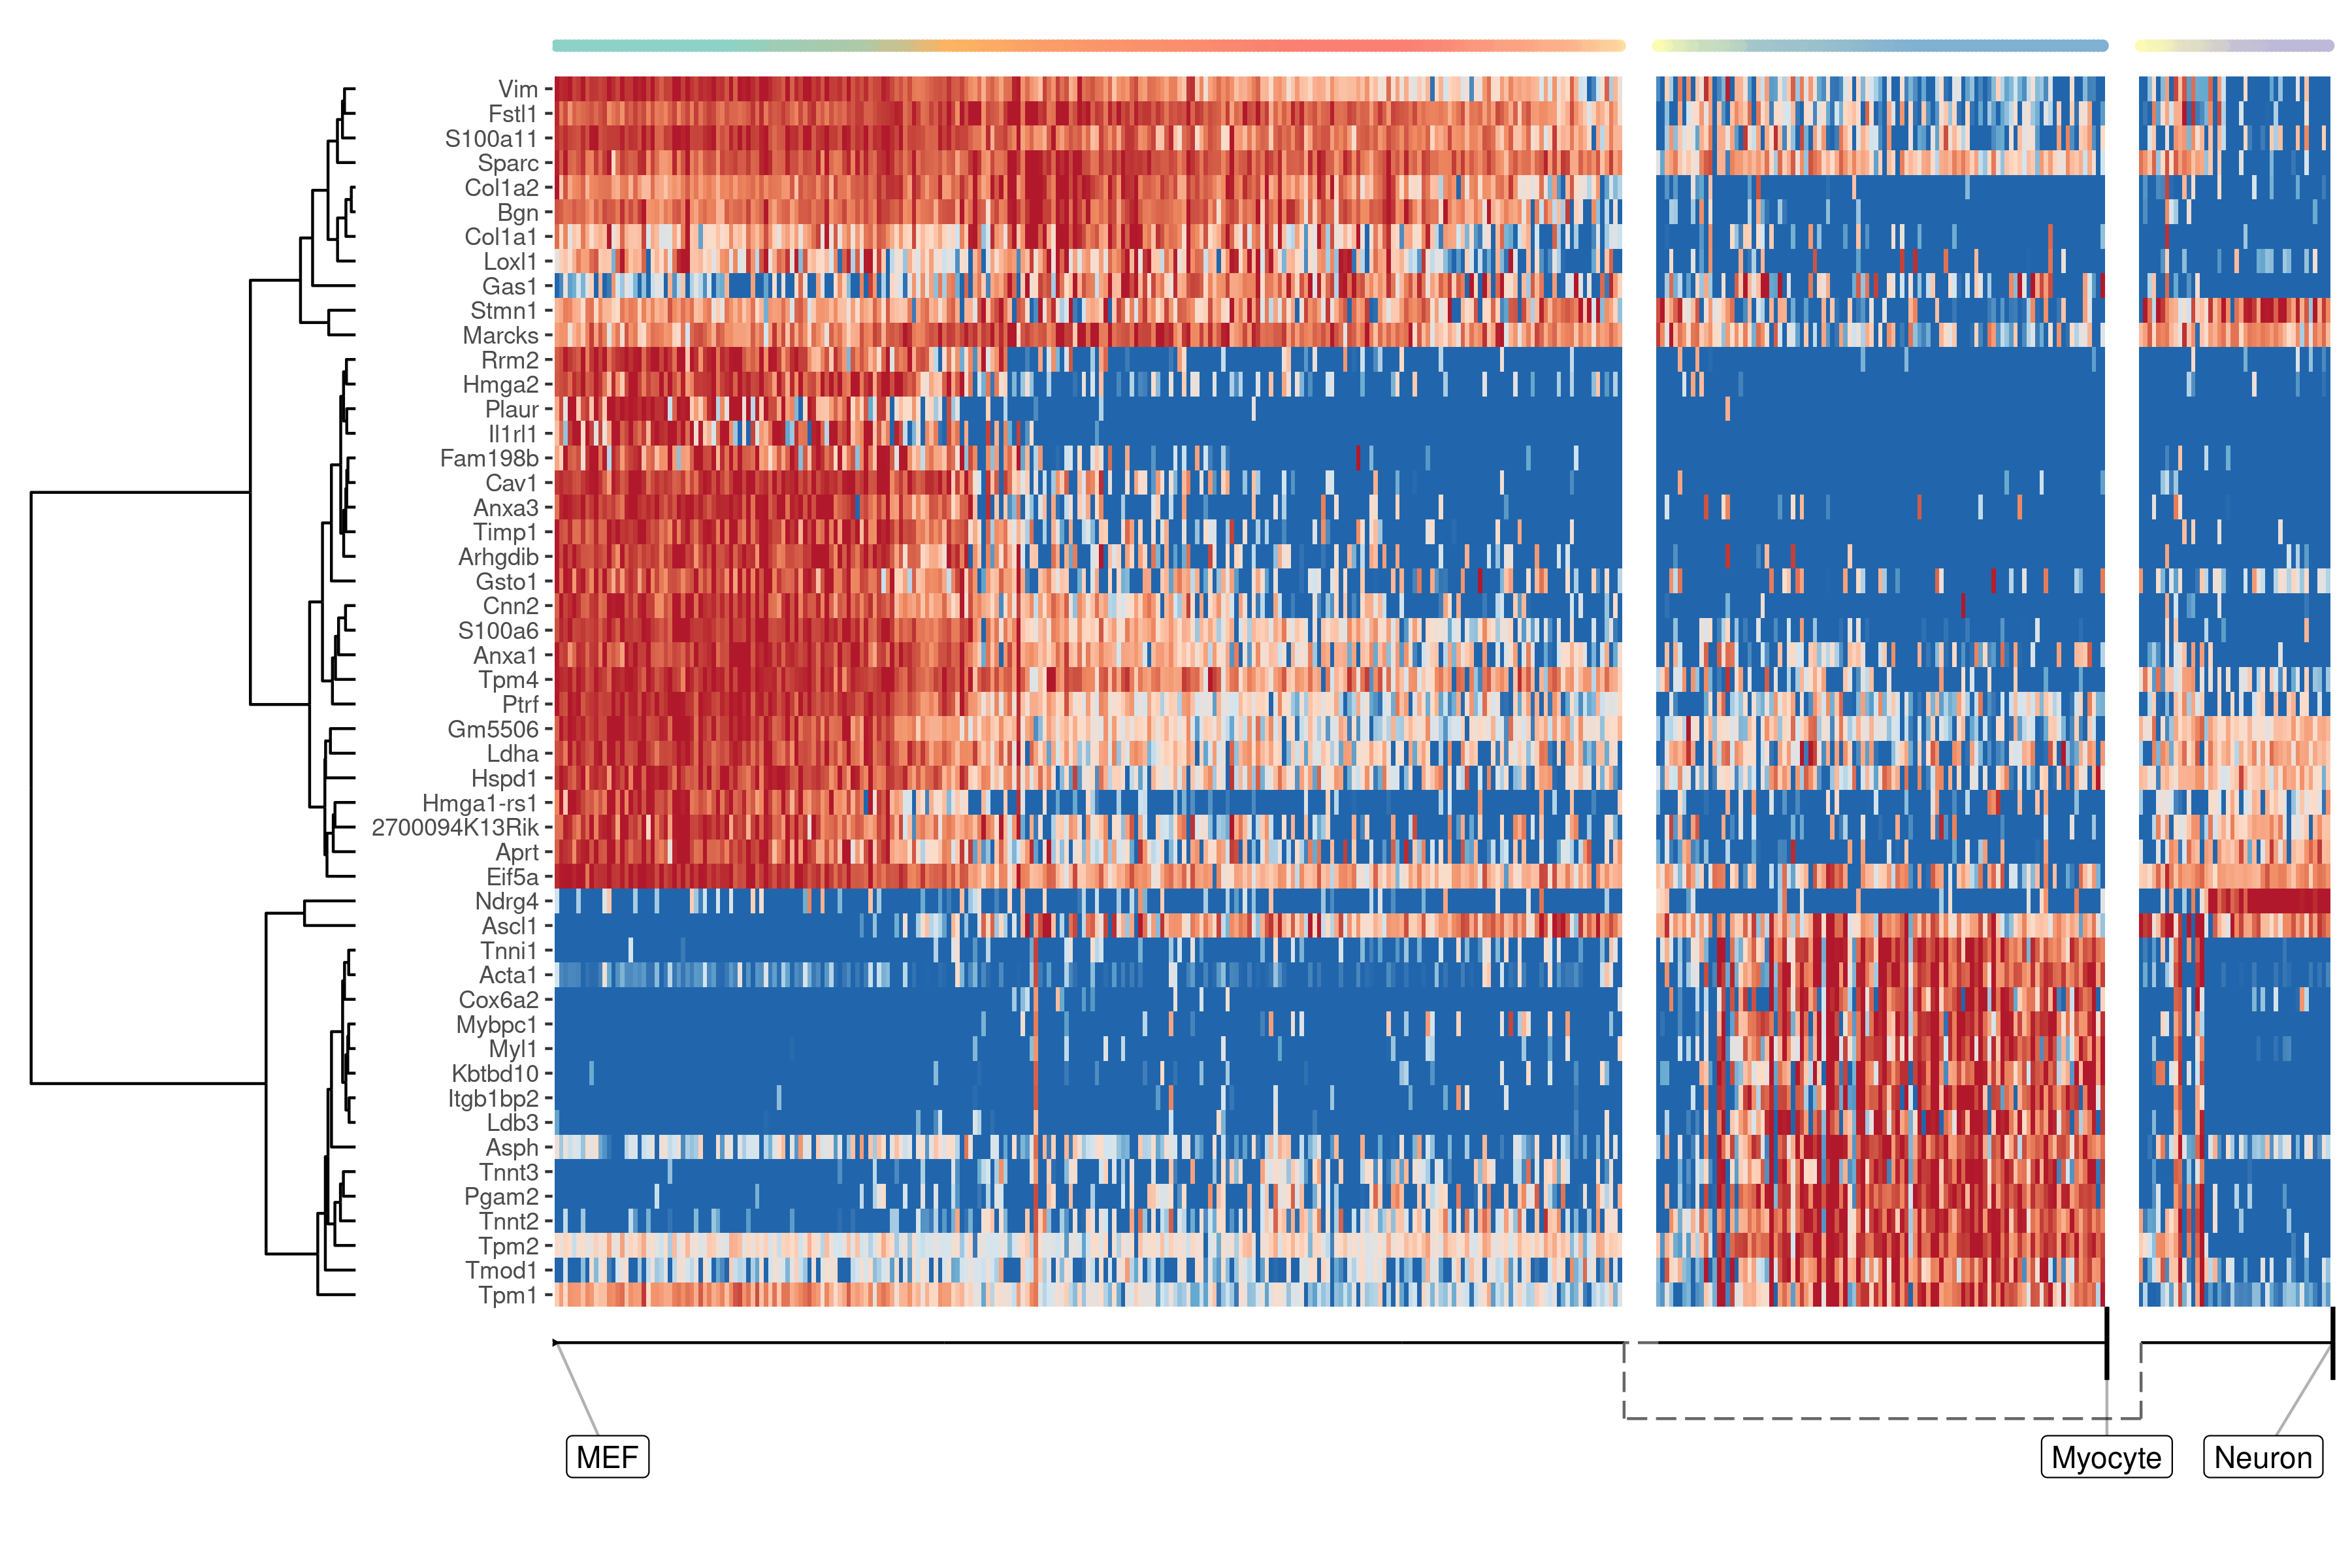 Vim
Fstl1
S100a11
Sparc
Col1a2
Bgn
Col1a1
Loxl1
Gas1
Stmn1
Marcks
Rrm2
Hmga2
Plaur
Il1rl1
Fam198b
Cav1
Anxa3
Timp1
Arhgdib
Gsto1
Cnn2
S100a6
Anxa1
Tpm4
Ptrf
Gm5506
Ldha
Hspd1
Hmga1-rs1
2700094K13Rik
Aprt
Eif5a
Ndrg4
Ascl1
Tnni1
Acta1
Cox6a2
Mybpc1
Myl1
Kbtbd10
Itgb1bp2
Ldb3
Asph
Tnnt3
Pgam2
Tnnt2
Tpm2
Tmod1
Tpm1
MEF Myocyte Neuron